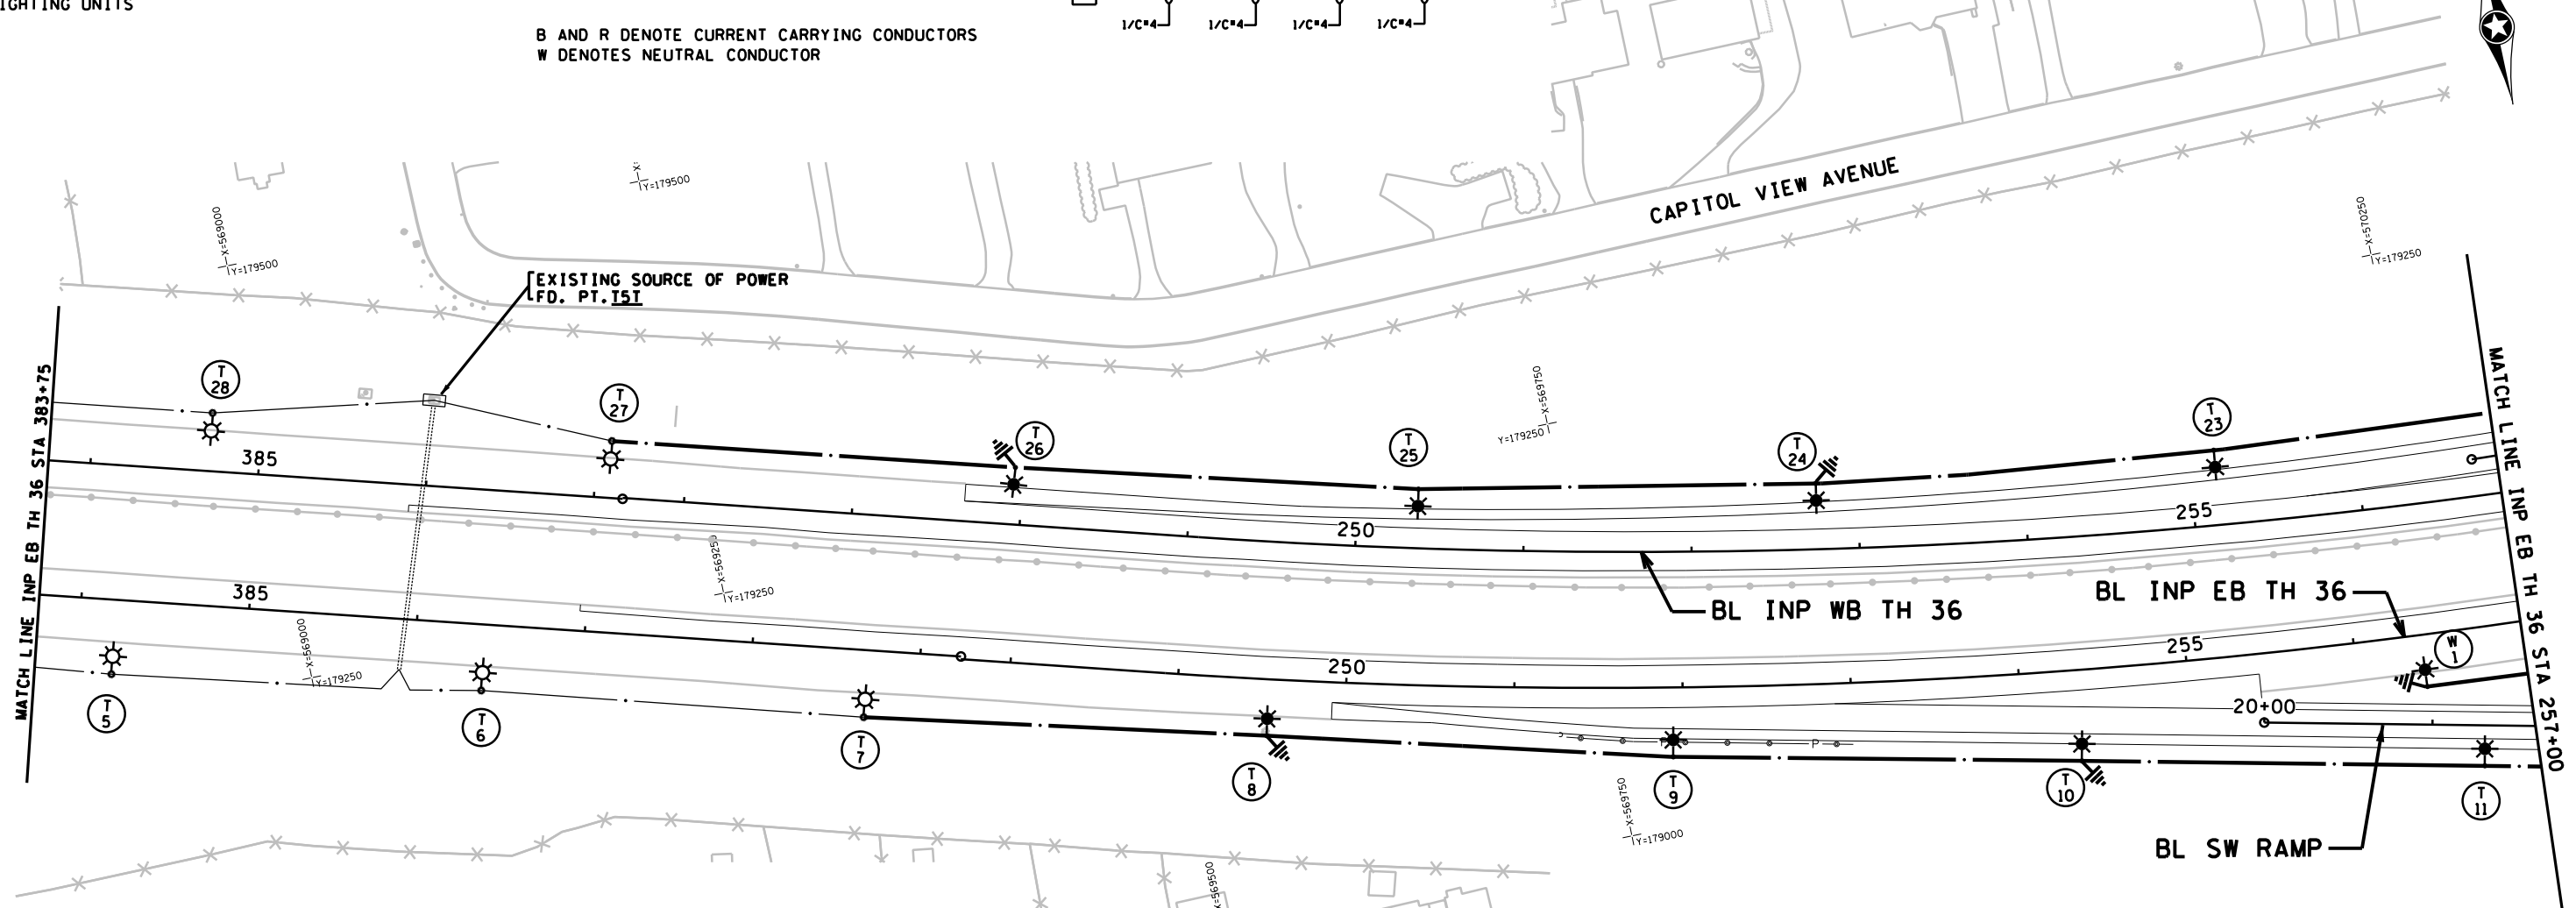 IGHTING UNITS
1/C#4 1/C#4 1/C#4 1/C#4
B AND R DENOTE CURRENT CARRYING CONDUCTORS
W DENOTES NEUTRAL CONDUCTOR
CAPITOL VIEW AVENUE
Y=179500
X=569000
Y=179500
X=570250
Y=179250
EXISTING SOURCE OF POWER
FD. PT. T5T
MATCH LINE INP EB TH 36 STA 383+75
MATCH LINE INP EB TH 36 STA 257+00
T
28
T
27
T
26
T
25
T
24
T
23
X=569750
Y=179250
385
250
255
X=569250
Y=179250
BL INP WB TH 36
BL INP EB TH 36
385
250
255
W
1
X=569000
Y=179250
20+00
T
5
T
6
T
7
T
8
T
9
T
10
T
11
P
P
X=569750
Y=179000
BL SW RAMP
X=569500